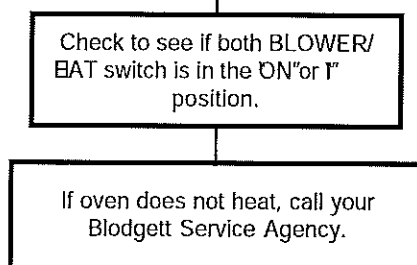 Check to see if both BLOWER/
EAT switch is in the ON"or I"
position.
If oven does not heat, call your
Blodgett Service Agency.